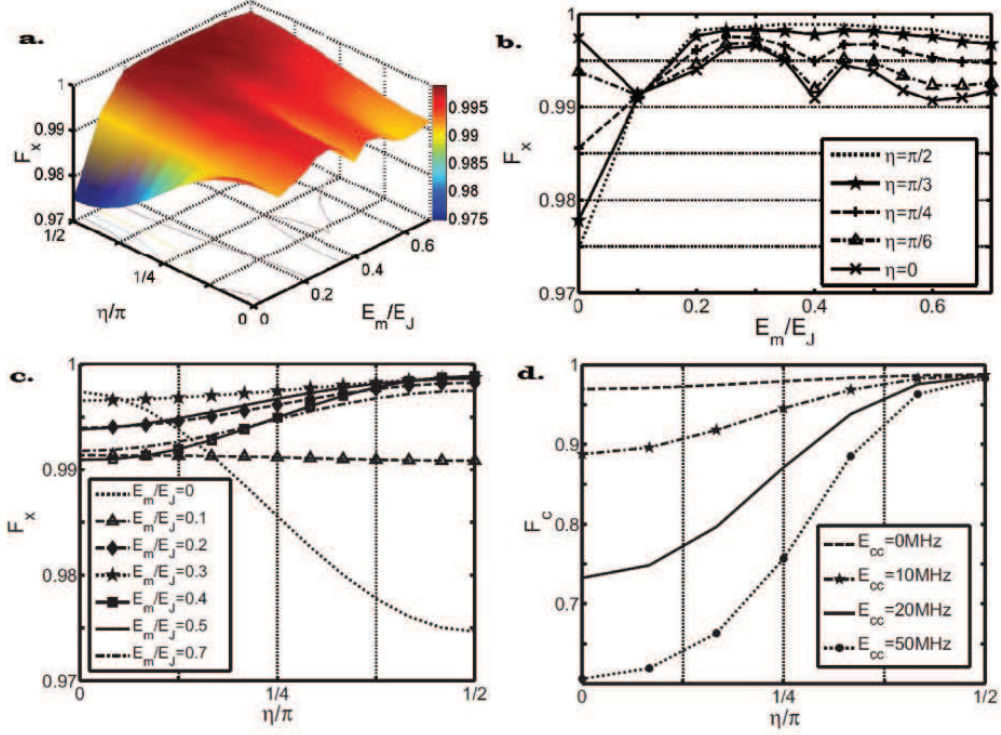 a.
1
0.99
0.98
0.97
F_x
1/2
1/4
0
η/π
0
0.2
0.4
0.6
E_m/E_J
0.995
0.99
0.985
0.98
0.975
b.
1
0.99
0.98
0.97
F_x
0
0.2
0.4
0.6
E_m/E_J
η=π/2
η=π/3
η=π/4
η=π/6
η=0
c.
1
0.99
0.98
0.97
F_x
0
1/4
1/2
η/π
E_m/E_J=0
E_m/E_J=0.1
E_m/E_J=0.2
E_m/E_J=0.3
E_m/E_J=0.4
E_m/E_J=0.5
E_m/E_J=0.7
d.
1
0.9
0.8
0.7
F_c
0
1/4
1/2
η/π
E_cc=0MHz
E_cc=10MHz
E_cc=20MHz
E_cc=50MHz